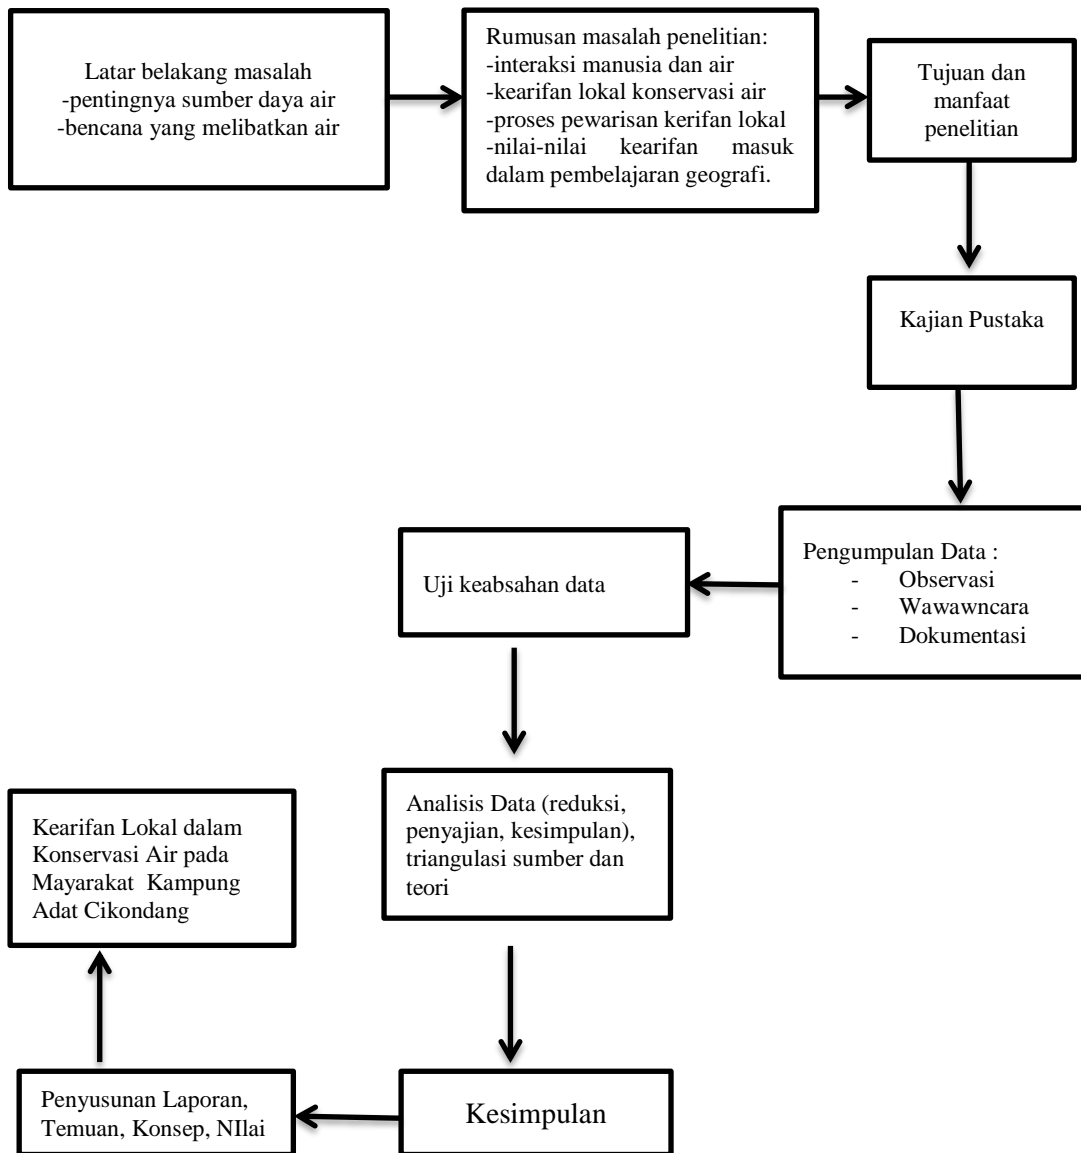 Latar belakang masalah
-pentingnya sumber daya air
-bencana yang melibatkan air
Rumusan masalah penelitian:
-interaksi manusia dan air
-kearifan lokal konservasi air
-proses pewarisan kerifan lokal
-nilai-nilai kearifan masuk
dalam pembelajaran geografi.
Tujuan dan
manfaat
penelitian
Kajian Pustaka
Pengumpulan Data :
- Observasi
- Wawawncara
- Dokumentasi
Uji keabsahan data
Analisis Data (reduksi,
penyajian, kesimpulan),
triangulasi sumber dan
teori
Kesimpulan
Penyusunan Laporan,
Temuan, Konsep, NIlai
Kearifan Lokal dalam
Konservasi Air pada
Mayarakat Kampung
Adat Cikondang